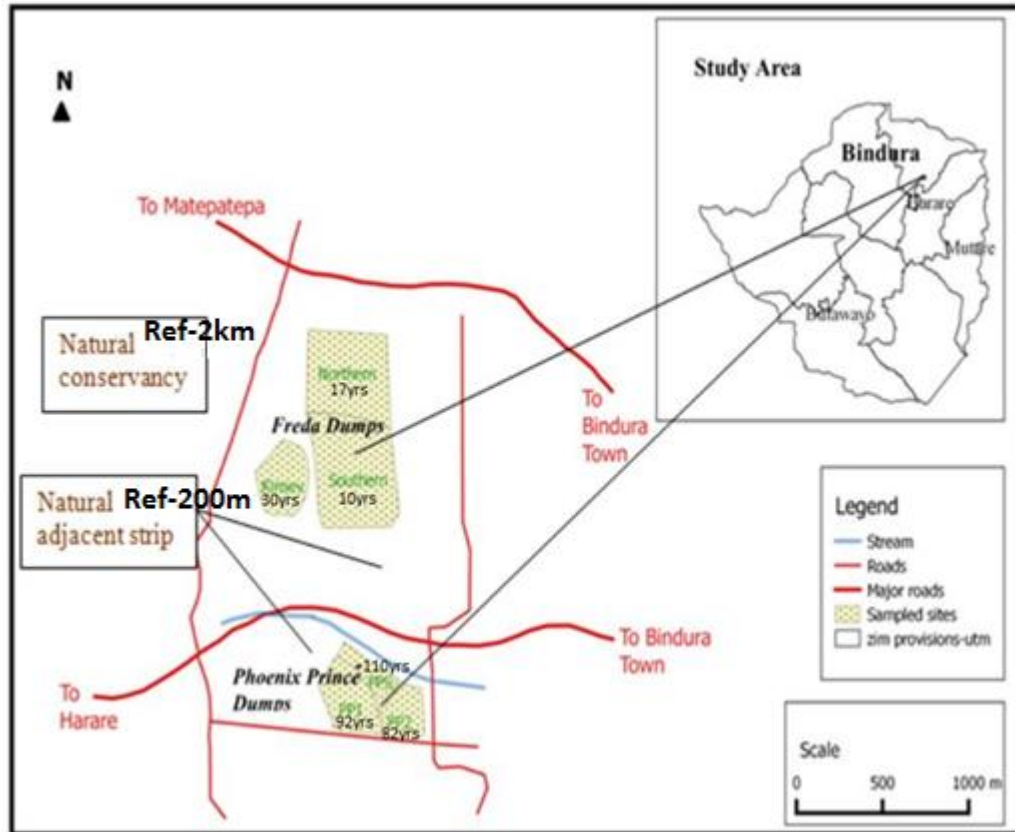 N
To Matepatepa
Natural
Ref-2km
conservancy
Northern
17yrs
Freda Dumps
Kimsey
30yrs
Southern
10yrs
To
Bindura
Town
Natural
Ref-200m
adjacent strip
To Bindura
Town
Phoenix Prince
Dumps
+110yrs
PP1
92yrs
PP2
82yrs
To
Harare
Study Area
Bindura
Harare
Mutare
Bulawayo
Legend
Stream
Roads
Major roads
Sampled sites
zim provisions-utm
Scale
0 500 1000 m